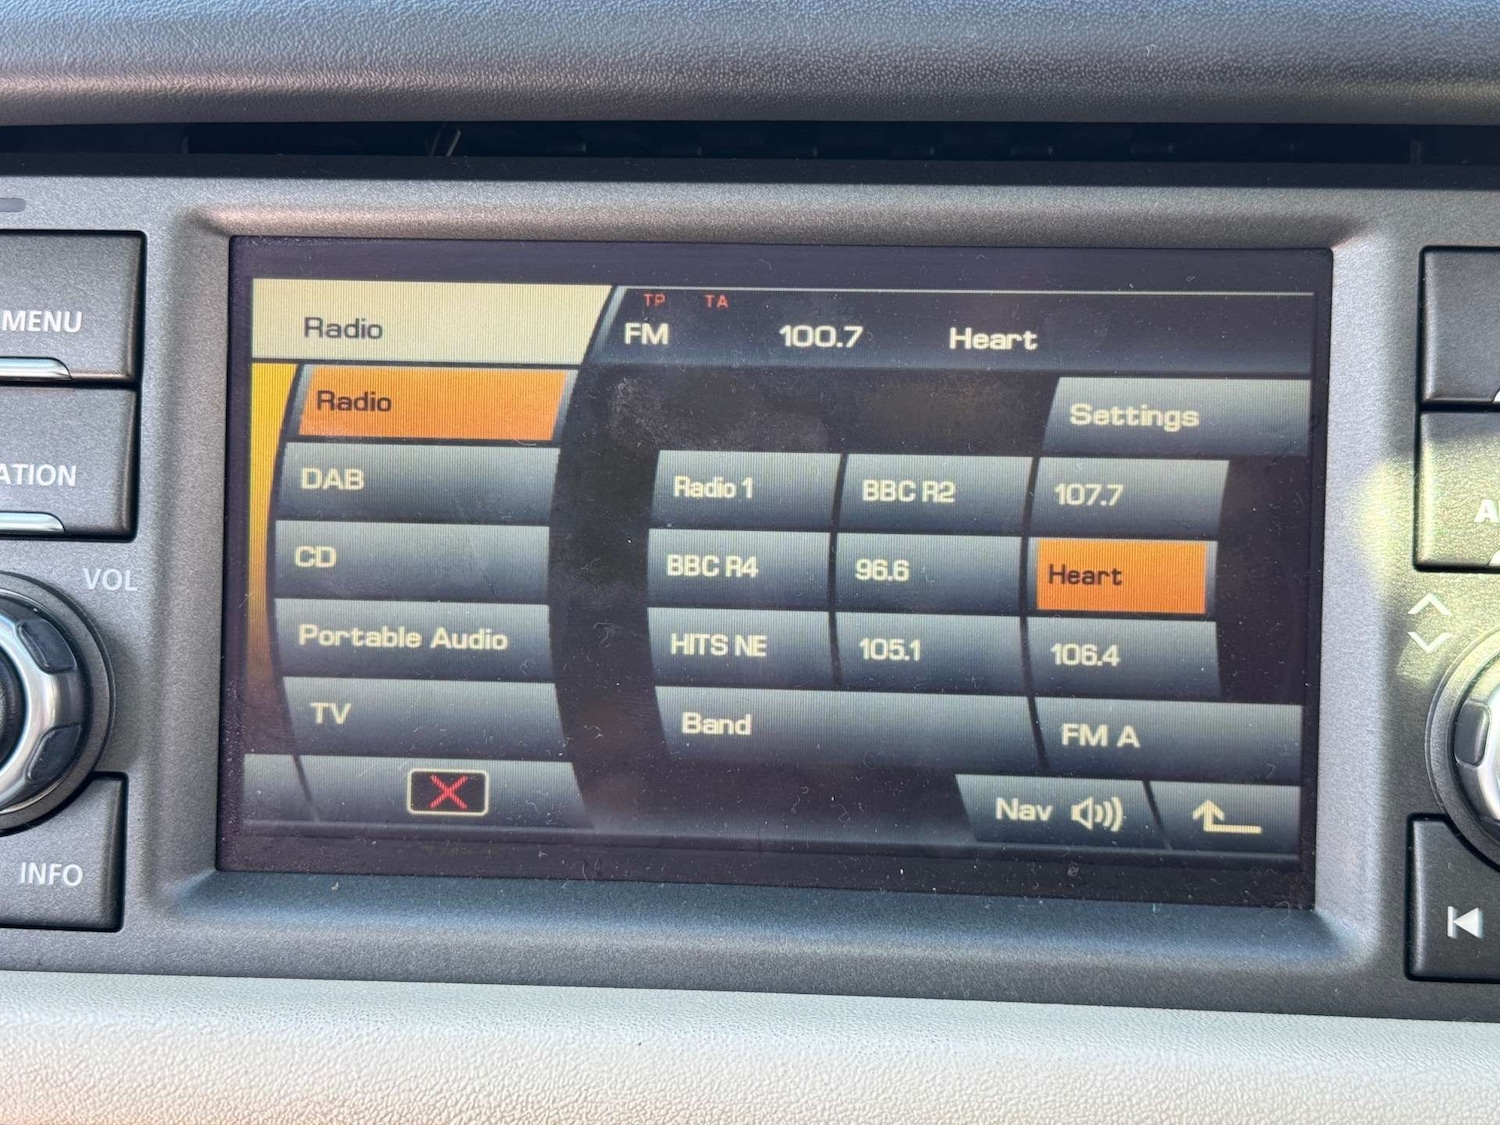 MENU
ATION
VOL
INFO
Radio
TP TA
FM 100.7 Heart
Radio
DAB
CD
Portable Audio
TV
Settings
Radio 1 BBC R2 107.7
BBC R4 96.6 Heart
HITS NE 105.1 106.4
Band FM A
Nav
A